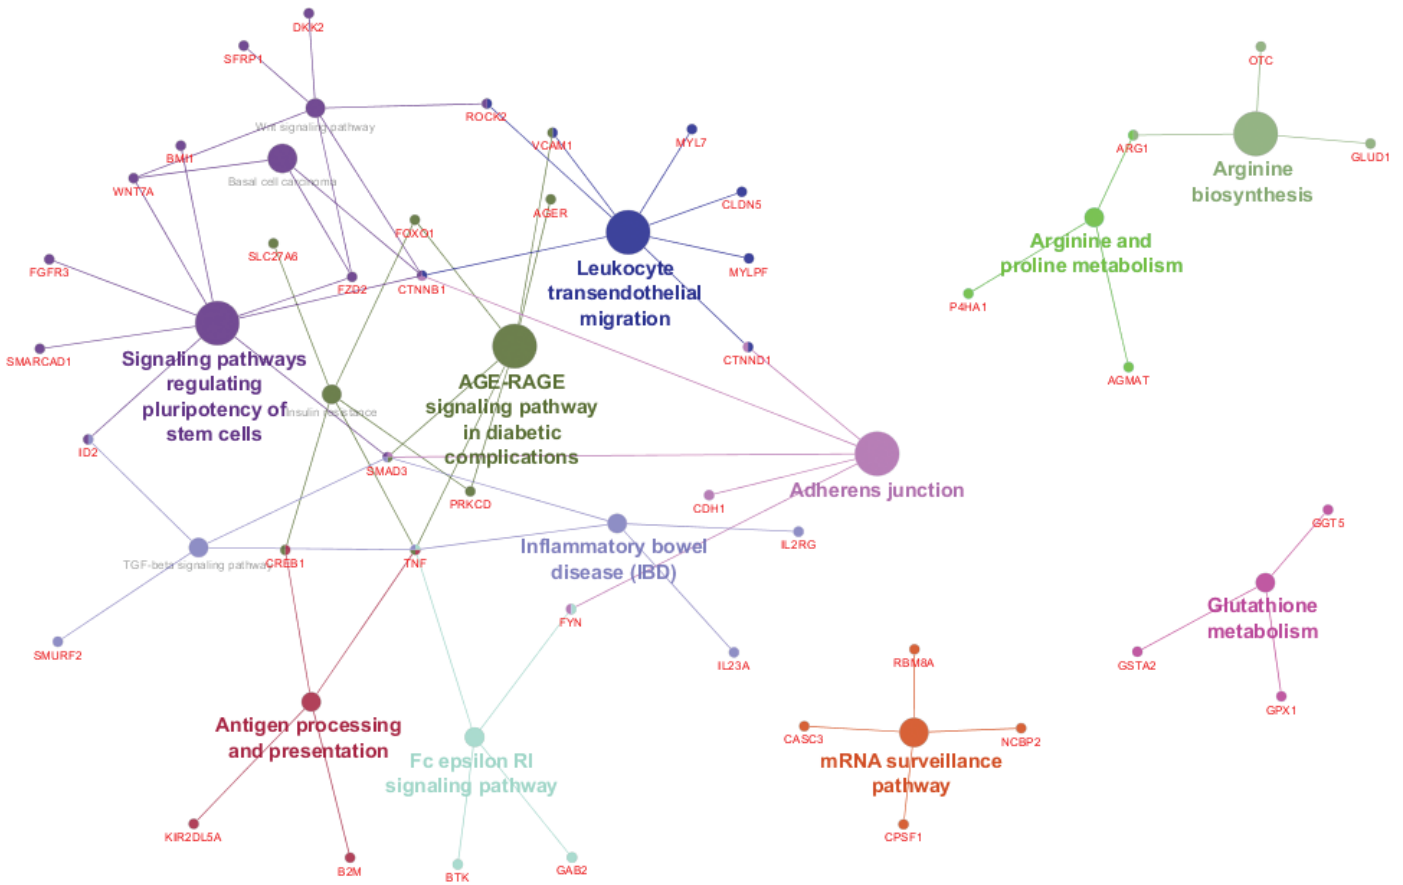 DKK2
SFRP1
OTC
ROCK2
Wnt signaling pathway
VCAM1
MYL7
ARG1
BMI1
GLUD1
Basal cell carcinoma
WNT7A
Arginine
biosynthesis
CLDN5
AGER
FOXO1
SLC27A6
Arginine and
proline metabolism
FGFR3
FZD2
CTNNB1
Leukocyte
transendothelial
migration
MYLPF
P4HA1
SMARCAD1
Signaling pathways
regulating
pluripotency of
stem cells
CTNND1
AGMAT
AGE-RAGE
signaling pathway
in diabetic
complications
Insulin resistance
ID2
SMAD3
PRKCD
Adherens junction
CDH1
GGT5
IL2RG
Inflammatory bowel
disease (IBD)
TGF-beta signaling pathway
CREB1
TNF
FYN
Glutathione
metabolism
SMURF2
IL23A
RBM8A
GSTA2
GPX1
Antigen processing
and presentation
CASC3
NCBP2
Fc epsilon RI
signaling pathway
mRNA surveillance
pathway
KIR2DL5A
CPSF1
B2M
BTK
GAB2